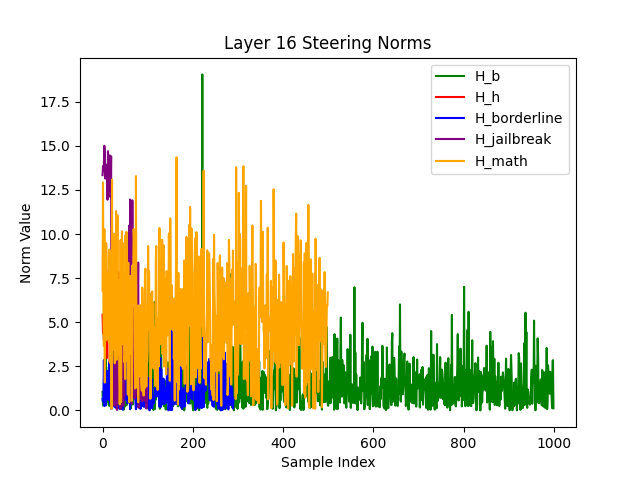 Layer 16 Steering Norms
H_b
H_h
H_borderline
H_jailbreak
H_math
Norm Value
17.5
15.0
12.5
10.0
7.5
5.0
2.5
0.0
0 200 400 600 800 1000
Sample Index